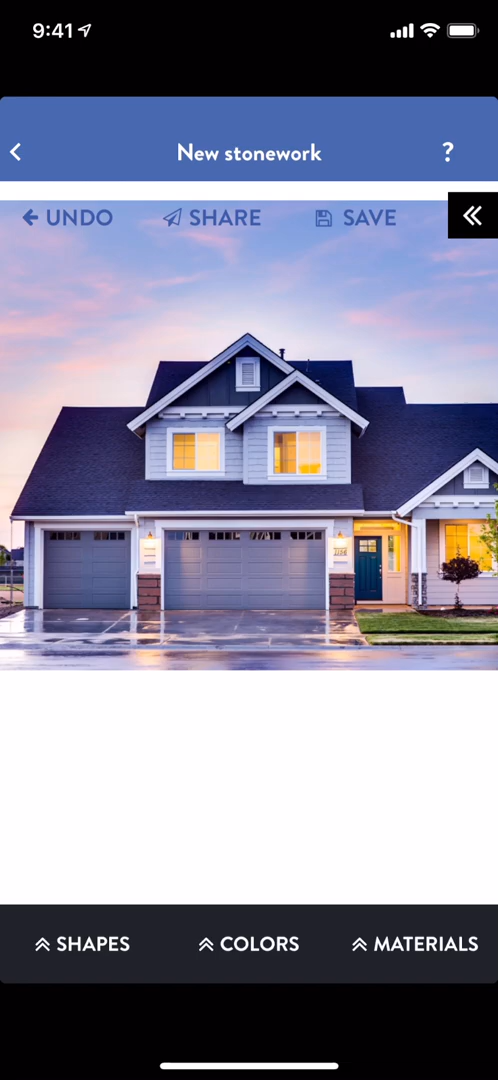 9:41
New stonework
?
UNDO SHARE SAVE
SHAPES COLORS MATERIALS